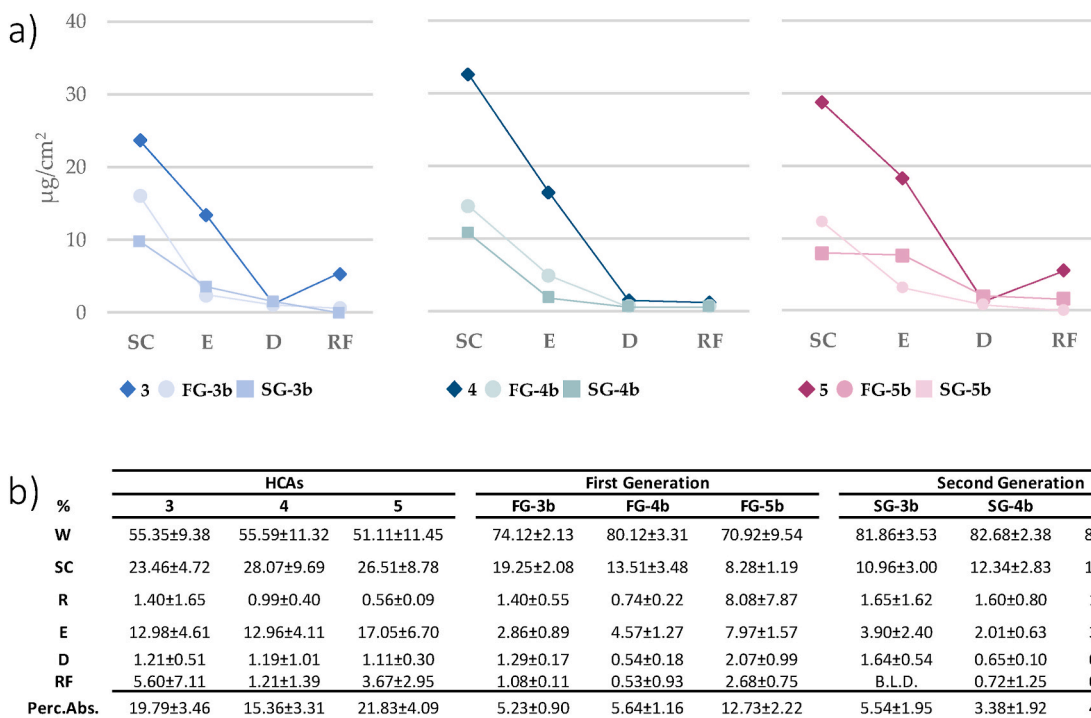 a)
40
30
20
10
0
µg/cm²
SC E D RF
SC E D RF
SC E D RF
3 FG-3b SG-3b
4 FG-4b SG-4b
5 FG-5b SG-5b
b)
HCAs First Generation Second Generation
% 3 4 5 FG-3b FG-4b FG-5b SG-3b SG-4b
W 55.35±9.38 55.59±11.32 51.11±11.45 74.12±2.13 80.12±3.31 70.92±9.54 81.86±3.53 82.68±2.38 8
SC 23.46±4.72 28.07±9.69 26.51±8.78 19.25±2.08 13.51±3.48 8.28±1.19 10.96±3.00 12.34±2.83 1
R 1.40±1.65 0.99±0.40 0.56±0.09 1.40±0.55 0.74±0.22 8.08±7.87 1.65±1.62 1.60±0.80
E 12.98±4.61 12.96±4.11 17.05±6.70 2.86±0.89 4.57±1.27 7.97±1.57 3.90±2.40 2.01±0.63
D 1.21±0.51 1.19±1.01 1.11±0.30 1.29±0.17 0.54±0.18 2.07±0.99 1.64±0.54 0.65±0.10
RF 5.60±7.11 1.21±1.39 3.67±2.95 1.08±0.11 0.53±0.93 2.68±0.75 B.L.D. 0.72±1.25
Perc.Abs. 19.79±3.46 15.36±3.31 21.83±4.09 5.23±0.90 5.64±1.16 12.73±2.22 5.54±1.95 3.38±1.92